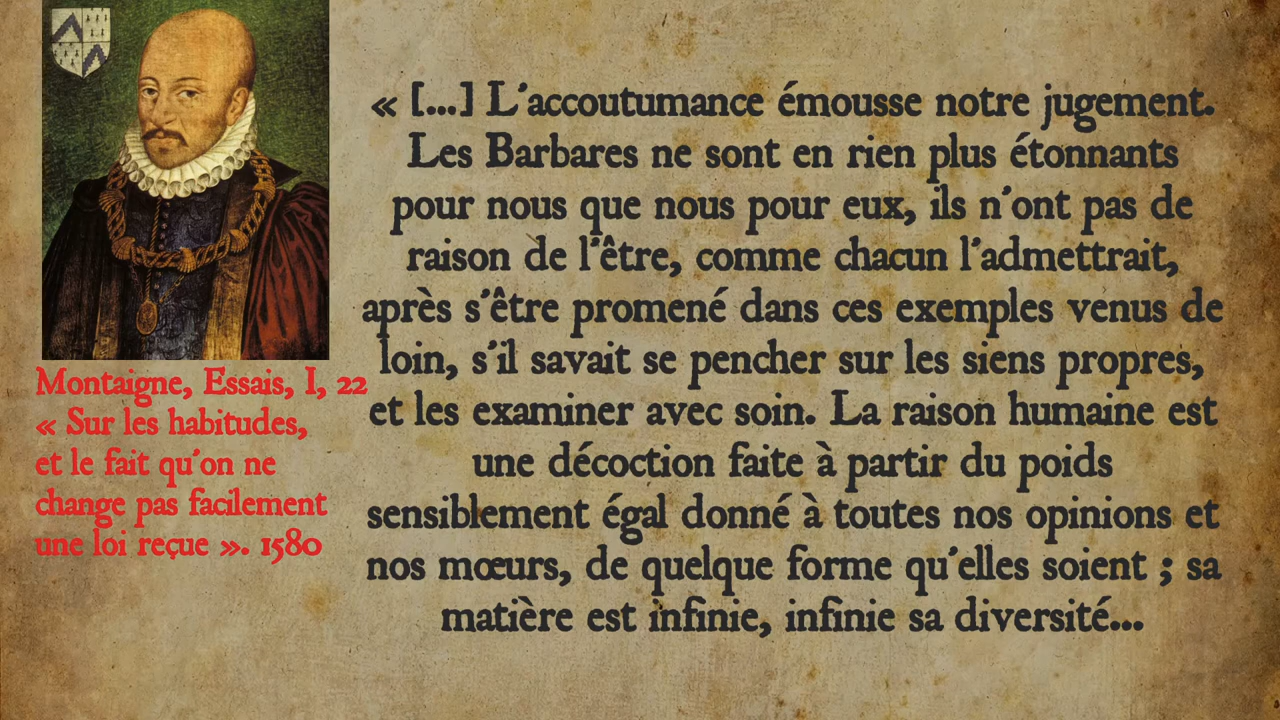 « [...] L'accoutumance émousse notre jugement.
Les Barbares ne sont en rien plus étonnants
pour nous que nous pour eux, ils n'ont pas de
raison de l'être, comme chacun l'admettrait,
après s'être promené dans ces exemples venus de
loin, s'il savait se pencher sur les siens propres,
et les examiner avec soin. La raison humaine est
une décoction faite à partir du poids
sensiblement égal donné à toutes nos opinions et
nos mœurs, de quelque forme qu'elles soient ; sa
matière est infinie, infinie sa diversité...
Montaigne, Essais, I, 22
« Sur les habitudes,
et le fait qu'on ne
change pas facilement
une loi reçue ». 1580